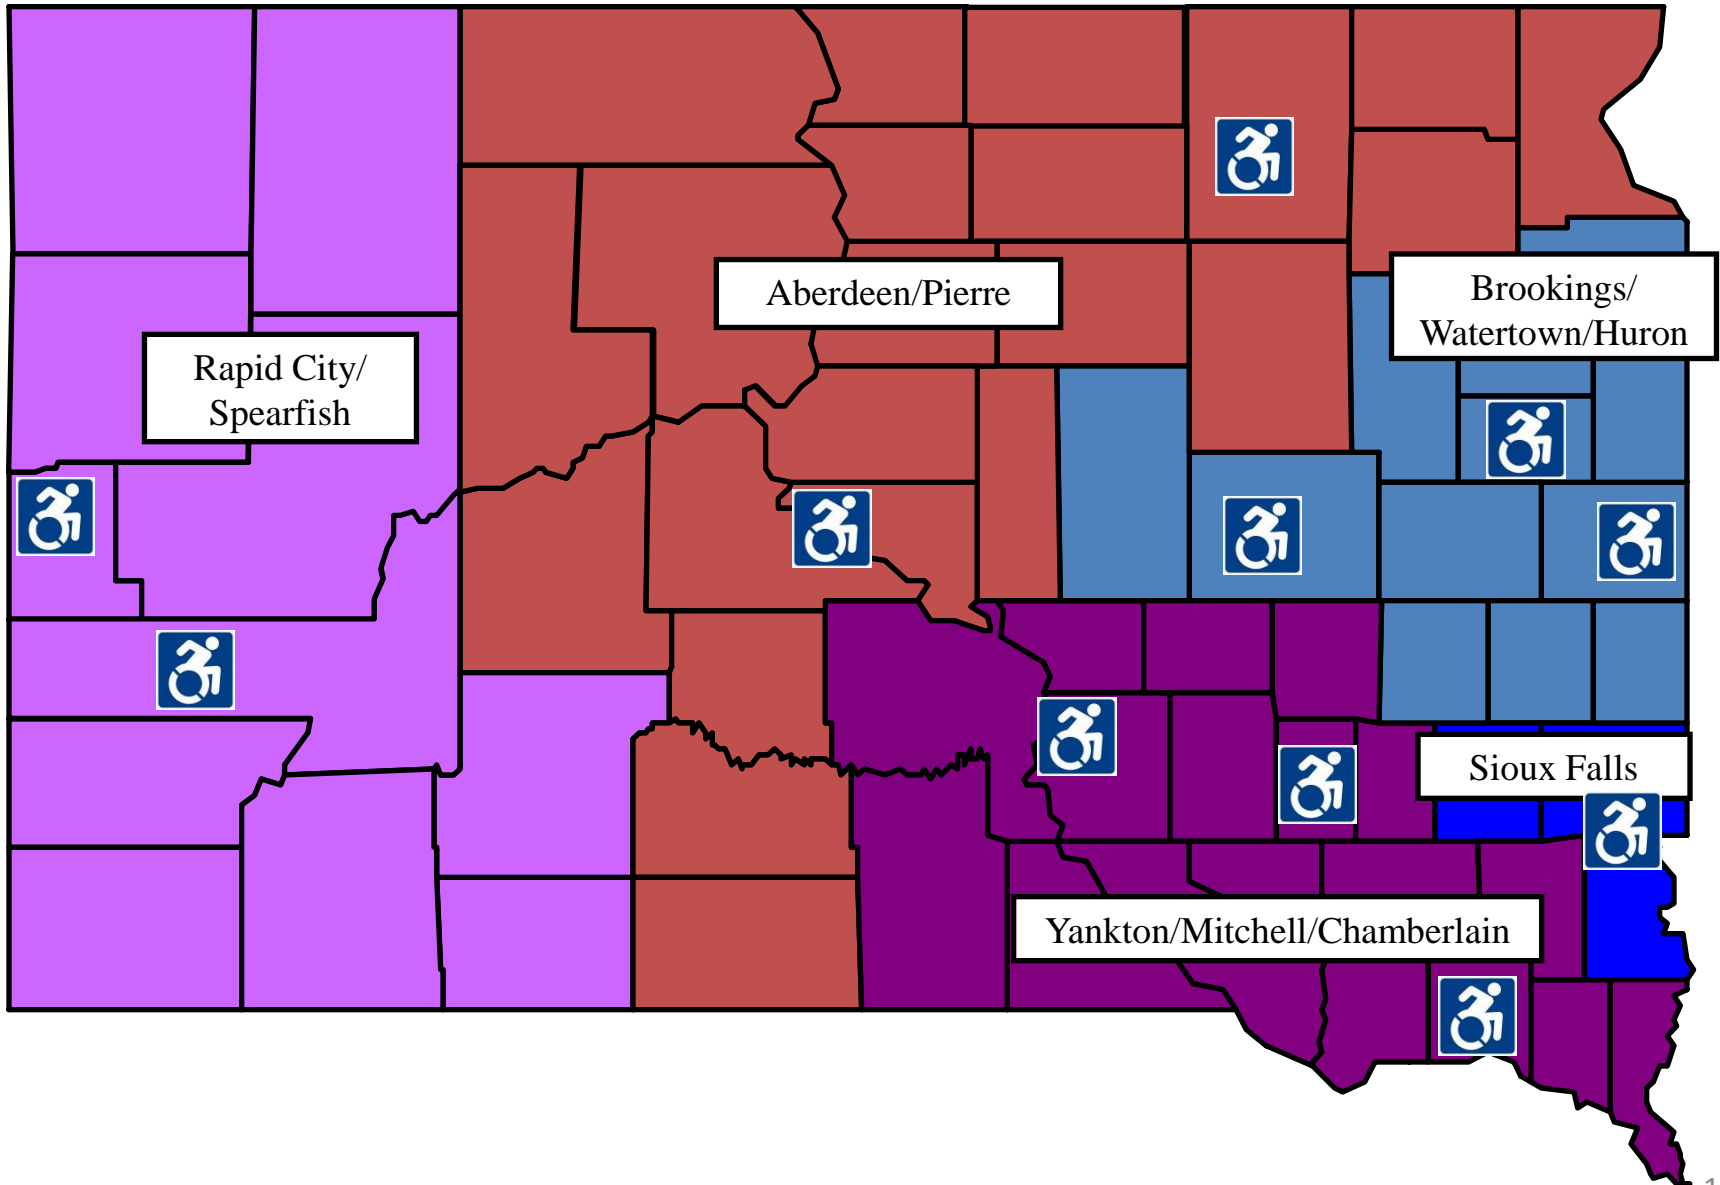 Aberdeen/Pierre
Brookings/
Watertown/Huron
Rapid City/
Spearfish
Sioux Falls
Yankton/Mitchell/Chamberlain